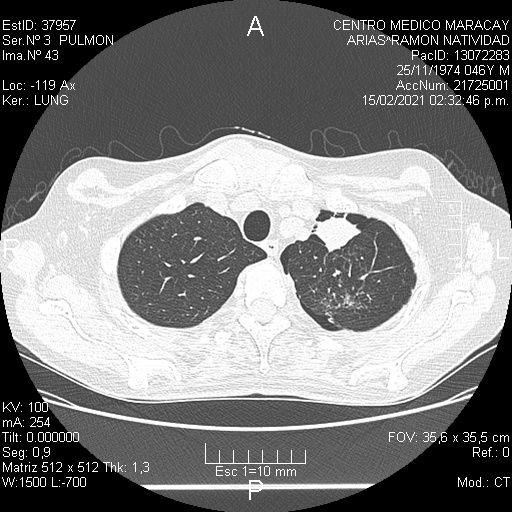 EstID: 37957
Ser.Nº 3 PULMON
Ima.Nº 43
Loc: -119 Ax
Ker.: LUNG
A
CENTRO MEDICO MARACAY
ARIAS^RAMON NATIVIDAD
PacID: 13072283
25/11/1974 046Y M
AccNum: 21725001
15/02/2021 02:32:46 p.m.
R
L
KV: 100
mA: 254
Tilt: 0.000000
Seg: 0,9
Matriz 512 x 512 Thk: 1,3
W:1500 L:-700
Esc 1=10 mm
P
FOV: 35,6 x 35,5 cm
Ref.: 0
Mod.: CT